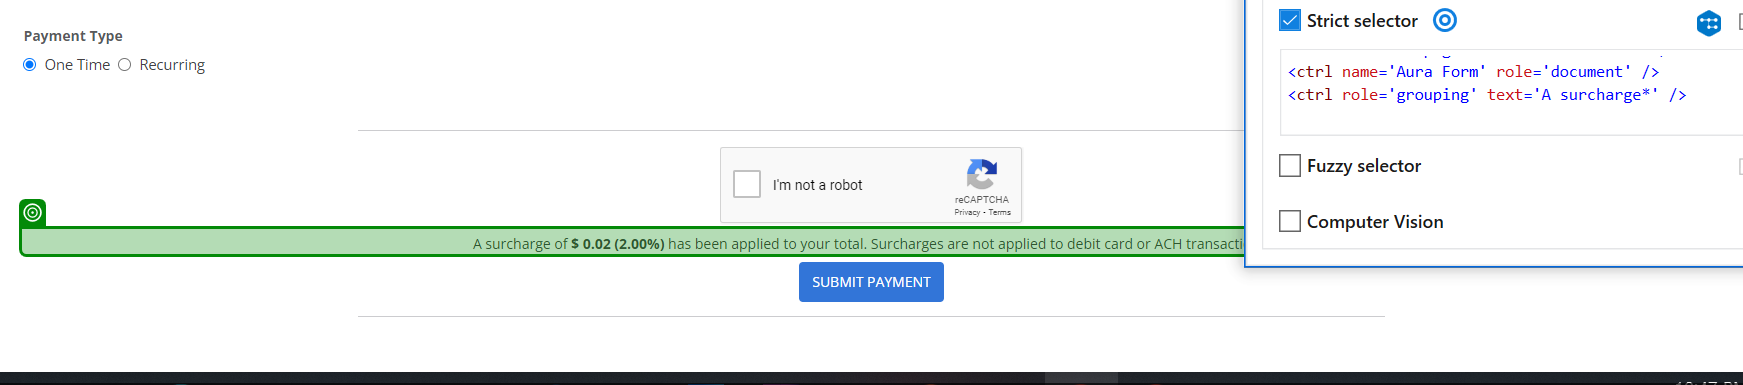 Payment Type
One Time Recurring
I'm not a robot
reCAPTCHA
Privacy - Terms
A surcharge of $ 0.02 (2.00%) has been applied to your total. Surcharges are not applied to debit card or ACH transacti
SUBMIT PAYMENT
Strict selector
<ctrl name='Aura Form' role='document' />
<ctrl role='grouping' text='A surcharge*' />
Fuzzy selector
Computer Vision